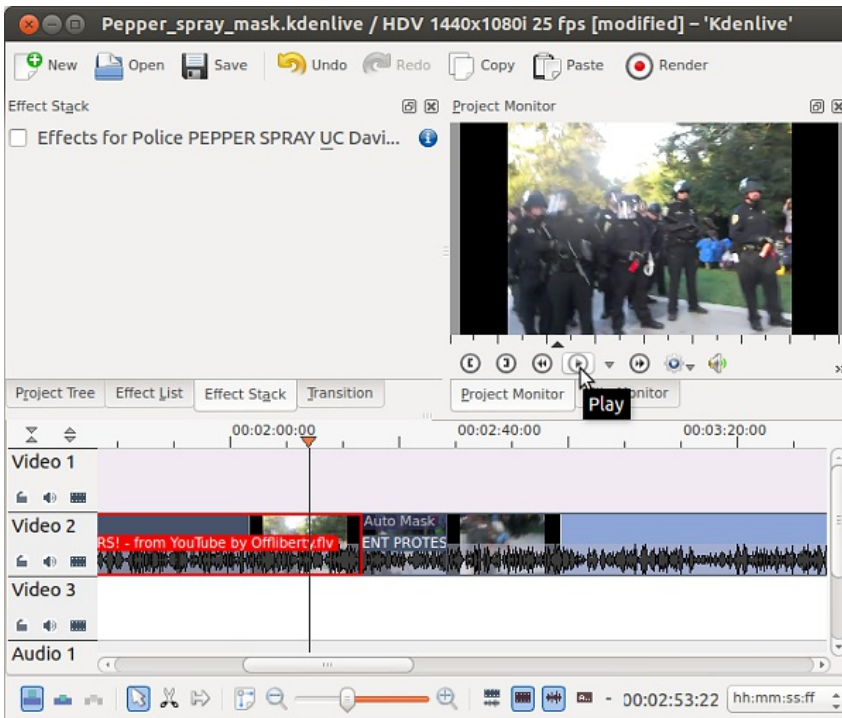 Pepper_spray_mask.kdenlive / HDV 1440x1080i 25 fps [modified] – 'Kdenlive'
New Open Save Undo Redo Copy Paste Render
Effect Stack
Project Monitor
Effects for Police PEPPER SPRAY UC Davi...
Project Tree Effect List Effect Stack Transition
Project Monitor onitor
Play
00:02:00:00 00:02:40:00 00:03:20:00
Video 1
Video 2
Auto Mask
RS! - from YouTube by Offliberty.flv
ENT PROTES
Video 3
Audio 1
00:02:53:22 hh:mm:ss:ff